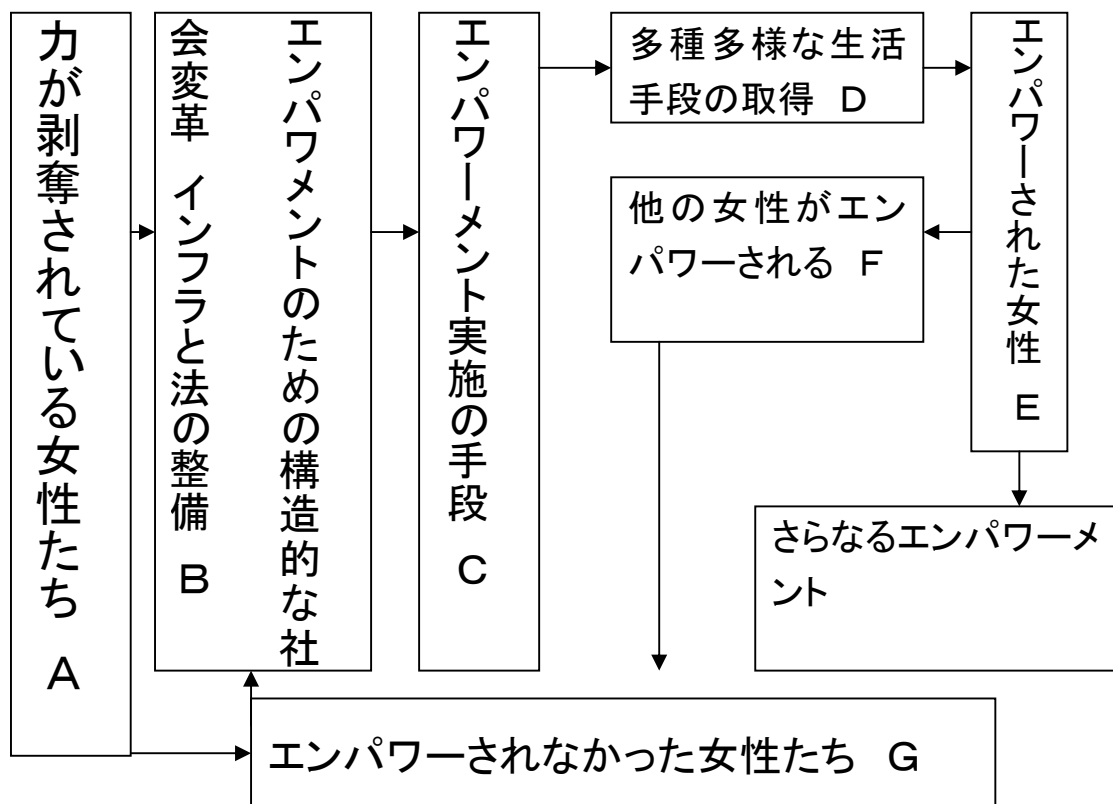 力が剥奪されている女性たち A
エンパワメントのための構造的な社
会変革 インフラと法の整備 B
エンパワーメント実施の手段 C
多種多様な生活
手段の取得 D
エンパワーされた女性 E
他の女性がエン
パワーされる F
さらなるエンパワーメ
ント
エンパワーされなかった女性たち G